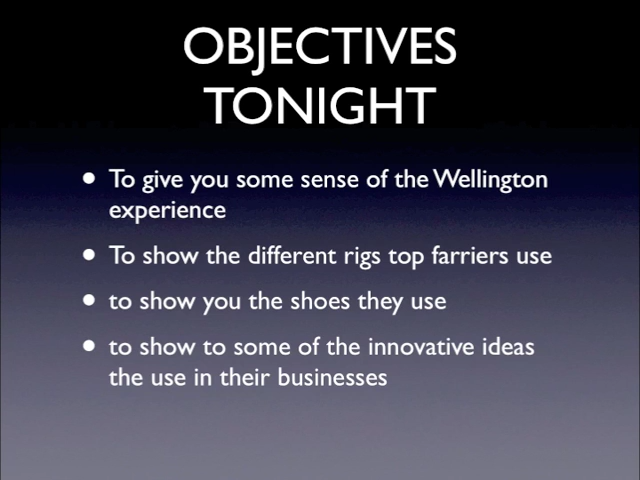 OBJECTIVES
TONIGHT
• To give you some sense of the Wellington
experience
• To show the different rigs top farriers use
• to show you the shoes they use
• to show to some of the innovative ideas
the use in their businesses